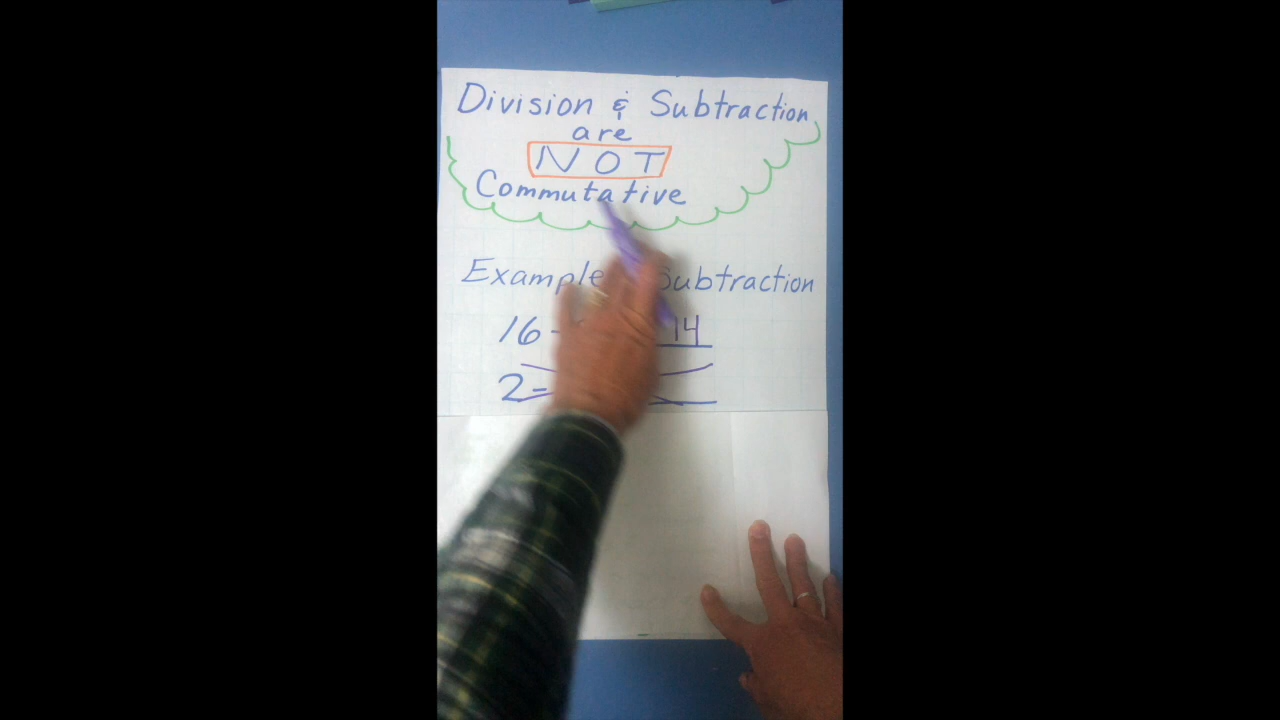 Division & Subtraction
are
NOT
Commutative
Example Subtraction
16 - 14
2 -